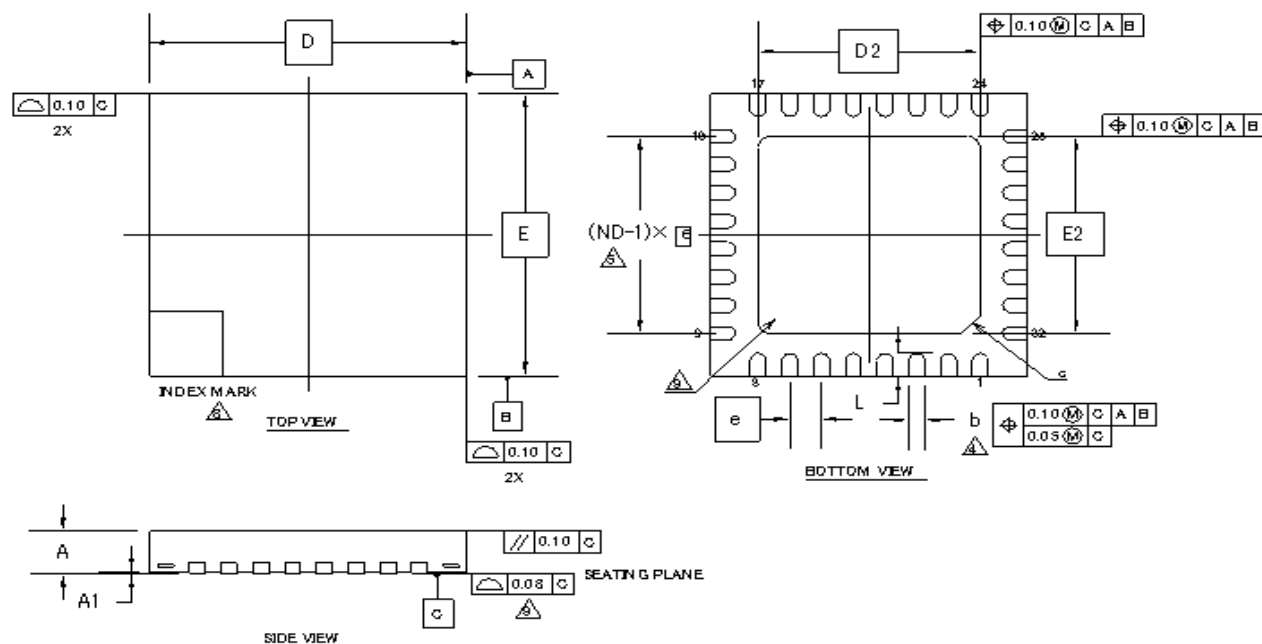 D
A
0.10 C
2X
E
INDEX MARK
TOP VIEW
B
0.10 C
2X
0.10 M C A B
D2
17
24
0.10 M C A B
25
(ND-1)× e
5
E2
9
32
9
8
1
C
e
L
b
4
0.10 M C A B
0.05 M C
BOTTOM VIEW
A
A1
// 0.10 C
SEATING PLANE
0.08 C
9
C
SIDE VIEW